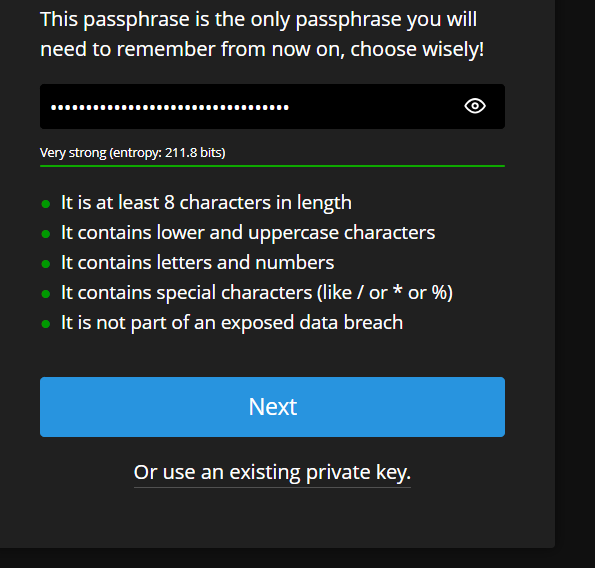 This passphrase is the only passphrase you will
need to remember from now on, choose wisely!
••••••••••••••••••••••••••••••••••
Very strong (entropy: 211.8 bits)
It is at least 8 characters in length
It contains lower and uppercase characters
It contains letters and numbers
It contains special characters (like / or * or %)
It is not part of an exposed data breach
Next
Or use an existing private key.